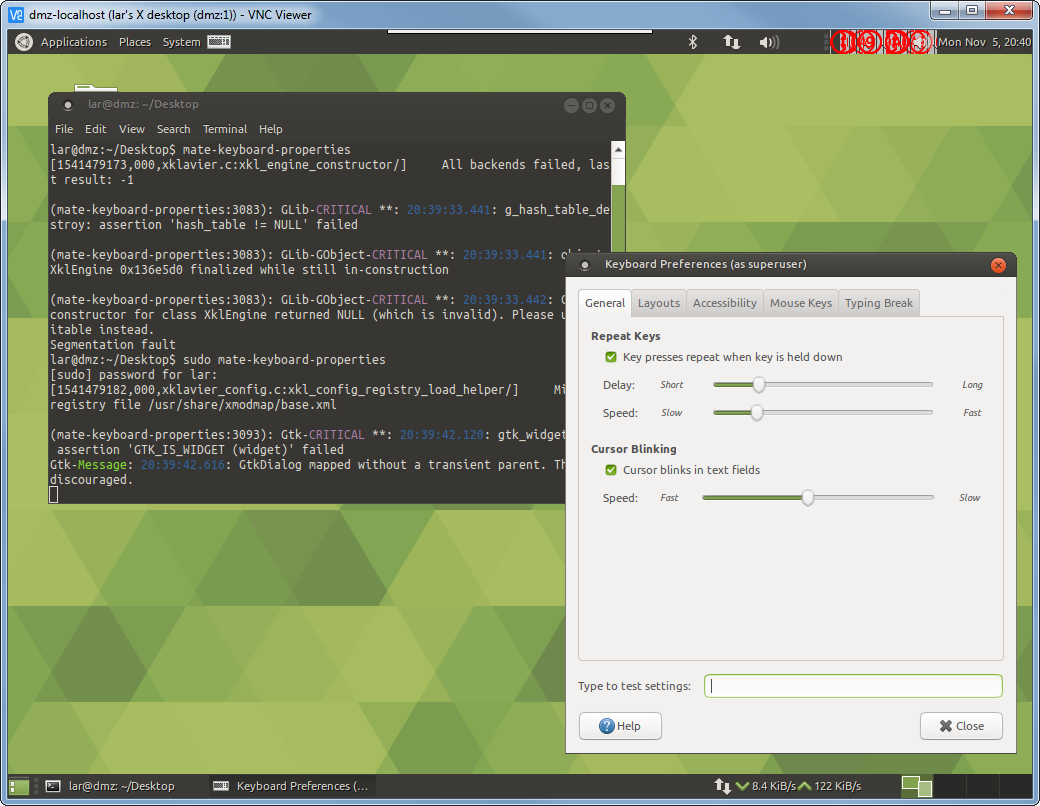 dmz-localhost (lar's X desktop (dmz:1)) - VNC Viewer
Applications Places System
Mon Nov 5, 20:40
lar@dmz: ~/Desktop
File Edit View Search Terminal Help
lar@dmz:~/Desktop$ mate-keyboard-properties
[1541479173,000,xklavier.c:xkl_engine_constructor/] All backends failed, las
t result: -1
(mate-keyboard-properties:3083): GLib-CRITICAL **: 20:39:33.441: g_hash_table_de
stroy: assertion 'hash_table != NULL' failed
(mate-keyboard-properties:3083): GLib-GObject-CRITICAL **: 20:39:33.441:
XklEngine 0x136e5d0 finalized while still in-construction
(mate-keyboard-properties:3083): GLib-GObject-CRITICAL **: 20:39:33.442:
constructor for class XklEngine returned NULL (which is invalid). Please u
itable instead.
Segmentation fault
lar@dmz:~/Desktop$ sudo mate-keyboard-properties
[sudo] password for lar:
[1541479182,000,xklavier_config.c:xkl_config_registry_load_helper/] Mi
registry file /usr/share/xmodmap/base.xml
(mate-keyboard-properties:3093): Gtk-CRITICAL **: 20:39:42.120: gtk_widget
assertion 'GTK_IS_WIDGET (widget)' failed
Gtk-Message: 20:39:42.616: GtkDialog mapped without a transient parent. Th
discouraged.
Keyboard Preferences (as superuser)
General Layouts Accessibility Mouse Keys Typing Break
Repeat Keys
Key presses repeat when key is held down
Delay: Short Long
Speed: Slow Fast
Cursor Blinking
Cursor blinks in text fields
Speed: Fast Slow
Type to test settings:
Help Close
lar@dmz: ~/Desktop Keyboard Preferences (... 8.4 KiB/s 122 KiB/s